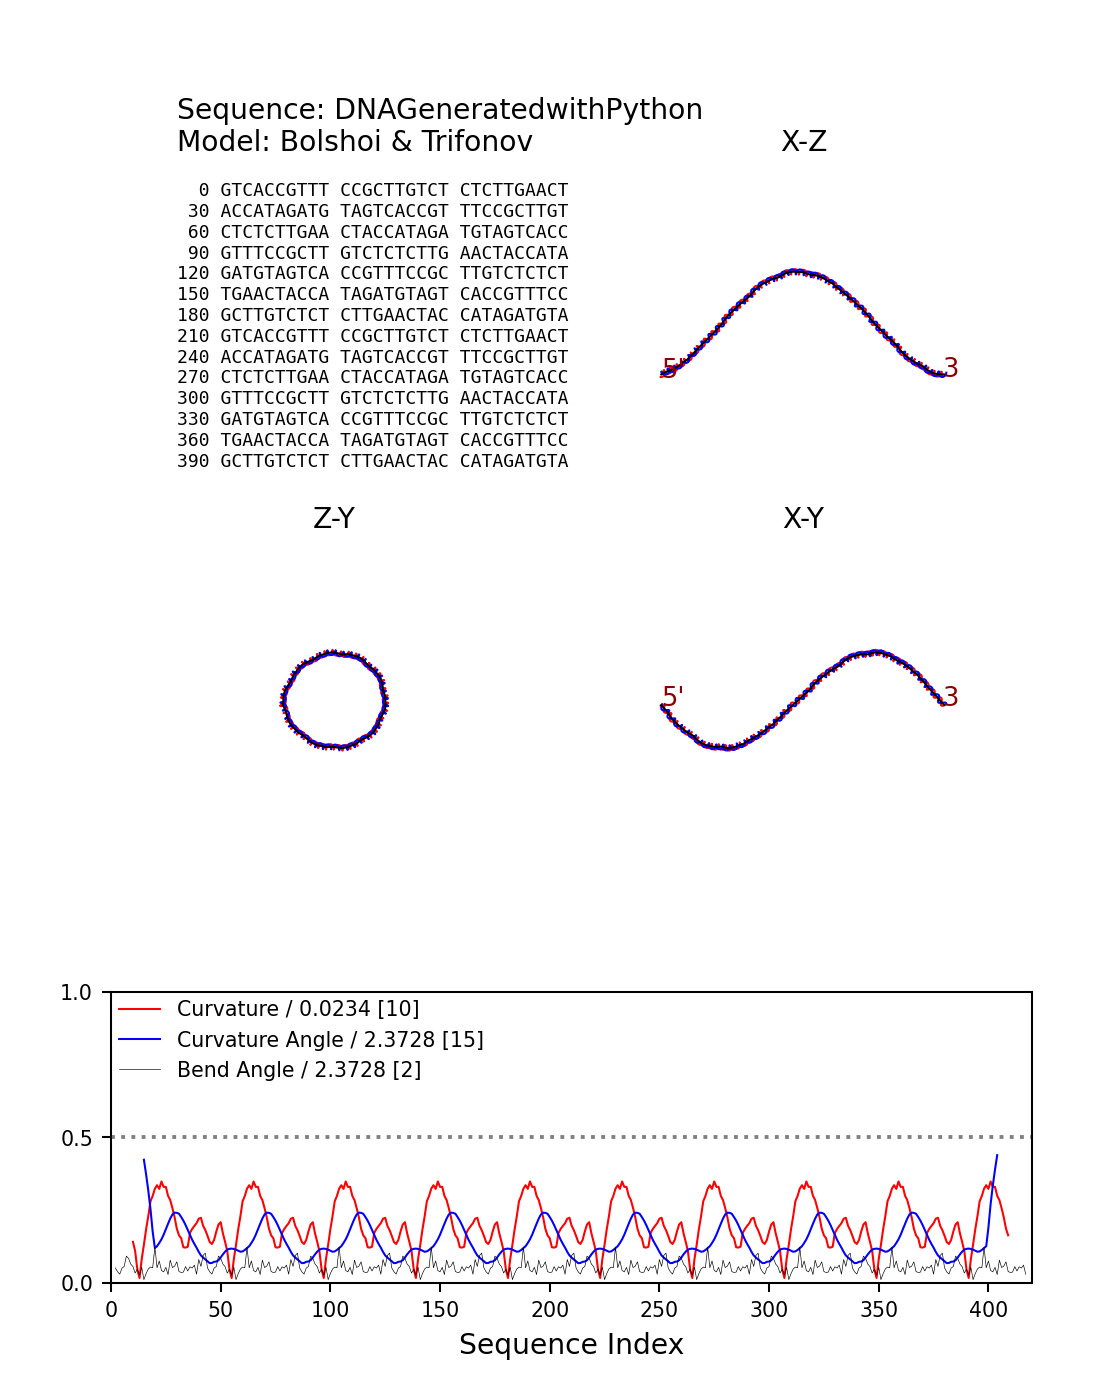 Sequence: DNAGeneratedwithPython
Model: Bolshoi & Trifonov
X-Z
0 GTCACCGTTT CCGCTTGTCT CTCTTGAACT
30 ACCATAGATG TAGTCACCGT TTCCGCTTGT
60 CTCTCTTGAA CTACCATAGA TGTAGTCACC
90 GTTTCCGCTT GTCTCTCTTG AACTACCATA
120 GATGTAGTCA CCGTTTCCGC TTGTCTCTCT
150 TGAACTACCA TAGATGTAGT CACCGTTTCC
180 GCTTGTCTCT CTTGAACTAC CATAGATGTA
210 GTCACCGTTT CCGCTTGTCT CTCTTGAACT
240 ACCATAGATG TAGTCACCGT TTCCGCTTGT
270 CTCTCTTGAA CTACCATAGA TGTAGTCACC
300 GTTTCCGCTT GTCTCTCTTG AACTACCATA
330 GATGTAGTCA CCGTTTCCGC TTGTCTCTCT
360 TGAACTACCA TAGATGTAGT CACCGTTTCC
390 GCTTGTCTCT CTTGAACTAC CATAGATGTA
5' 3
Z-Y
X-Y
5' 3
1.0
Curvature / 0.0234 [10]
Curvature Angle / 2.3728 [15]
Bend Angle / 2.3728 [2]
0.5
0.0
0 50 100 150 200 250 300 350 400
Sequence Index